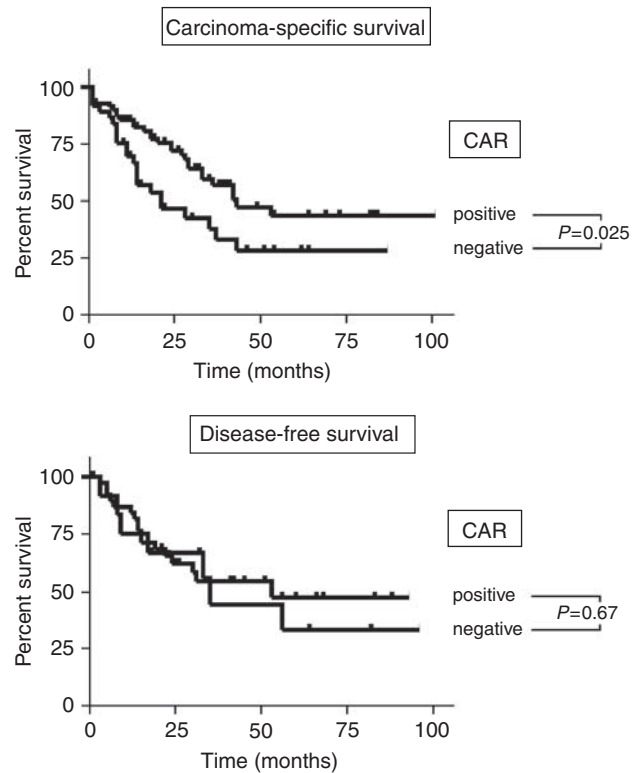 Carcinoma-specific survival
100
75
50
25
0
Percent survival
0 25 50 75 100
Time (months)
CAR
positive
negative
P=0.025
Disease-free survival
100
75
50
25
0
Percent survival
0 25 50 75 100
Time (months)
CAR
positive
negative
P=0.67